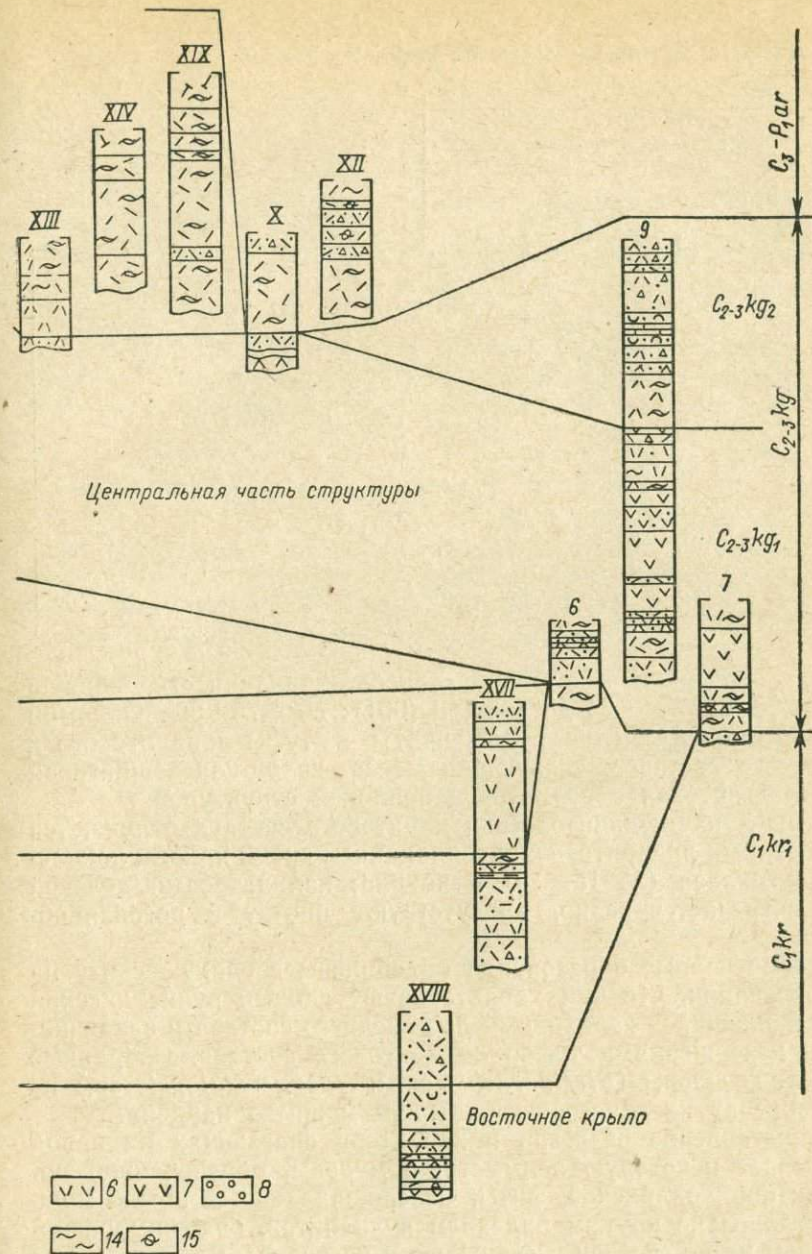 XIX
XIV
XII
XIII
X
9
C₃-P₁ar
C₂₋₃kg₂
C₂₋₃kg
Центральная часть структуры
C₂₋₃kg₁
7
6
XVII
C₁kr₁
C₁kr
XVIII
Восточное крыло
6 7 8
14 15